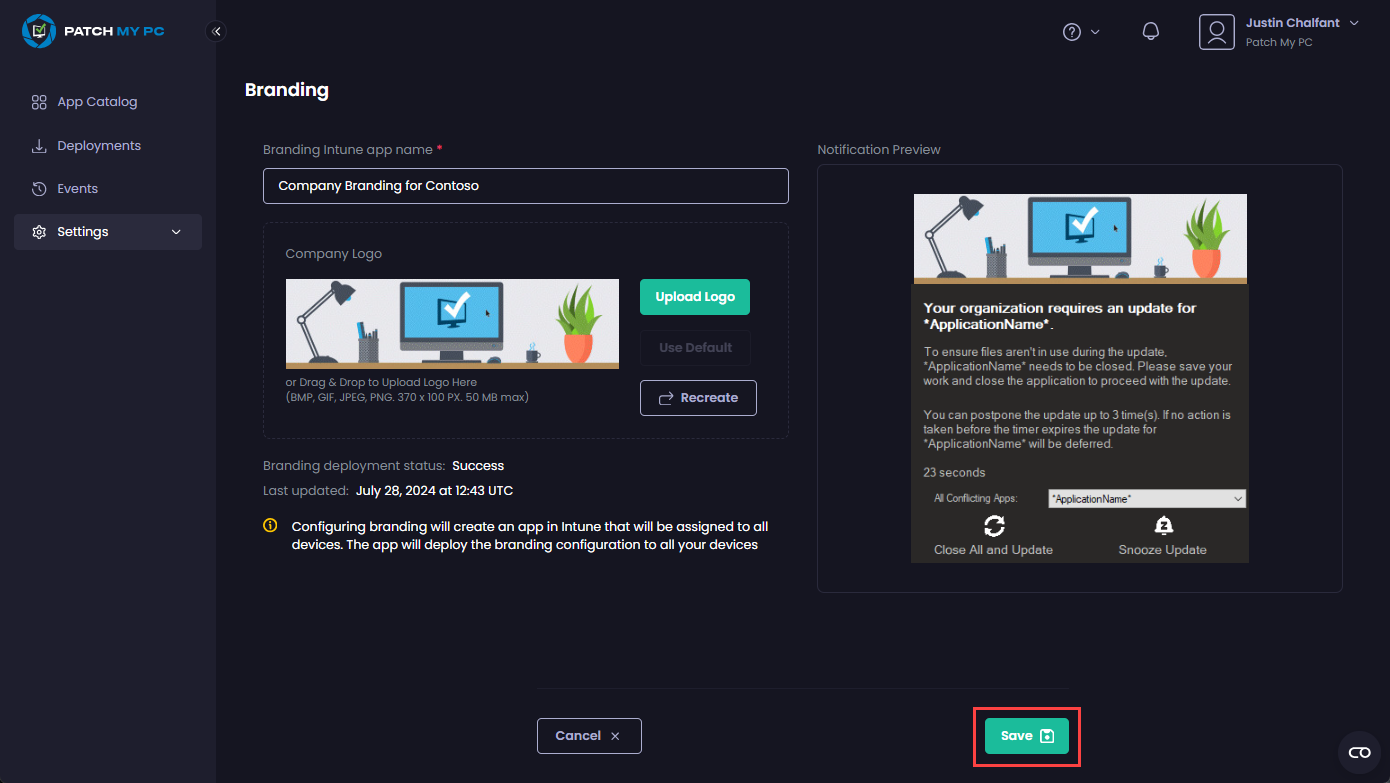 PATCH MY PC
Justin Chalfant
Patch My PC
App Catalog
Deployments
Events
Settings
Branding
Branding Intune app name *
Company Branding for Contoso
Company Logo
Upload Logo
Use Default
Recreate
or Drag & Drop to Upload Logo Here
(BMP, GIF, JPEG, PNG. 370 x 100 PX. 50 MB max)
Branding deployment status: Success
Last updated: July 28, 2024 at 12:43 UTC
Configuring branding will create an app in Intune that will be assigned to all
devices. The app will deploy the branding configuration to all your devices
Notification Preview
Your organization requires an update for
*ApplicationName*.
To ensure files aren't in use during the update,
*ApplicationName* needs to be closed. Please save your
work and close the application to proceed with the update.
You can postpone the update up to 3 time(s). If no action is
taken before the timer expires the update for
*ApplicationName* will be deferred.
23 seconds
All Conflicting Apps:
*ApplicationName*
Close All and Update
Snooze Update
Cancel
Save